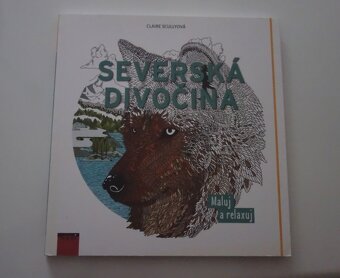 CLAIRE SCULLYOVÁ
SEVERSKÁ
DIVOČINA
Maluj
a relaxuj